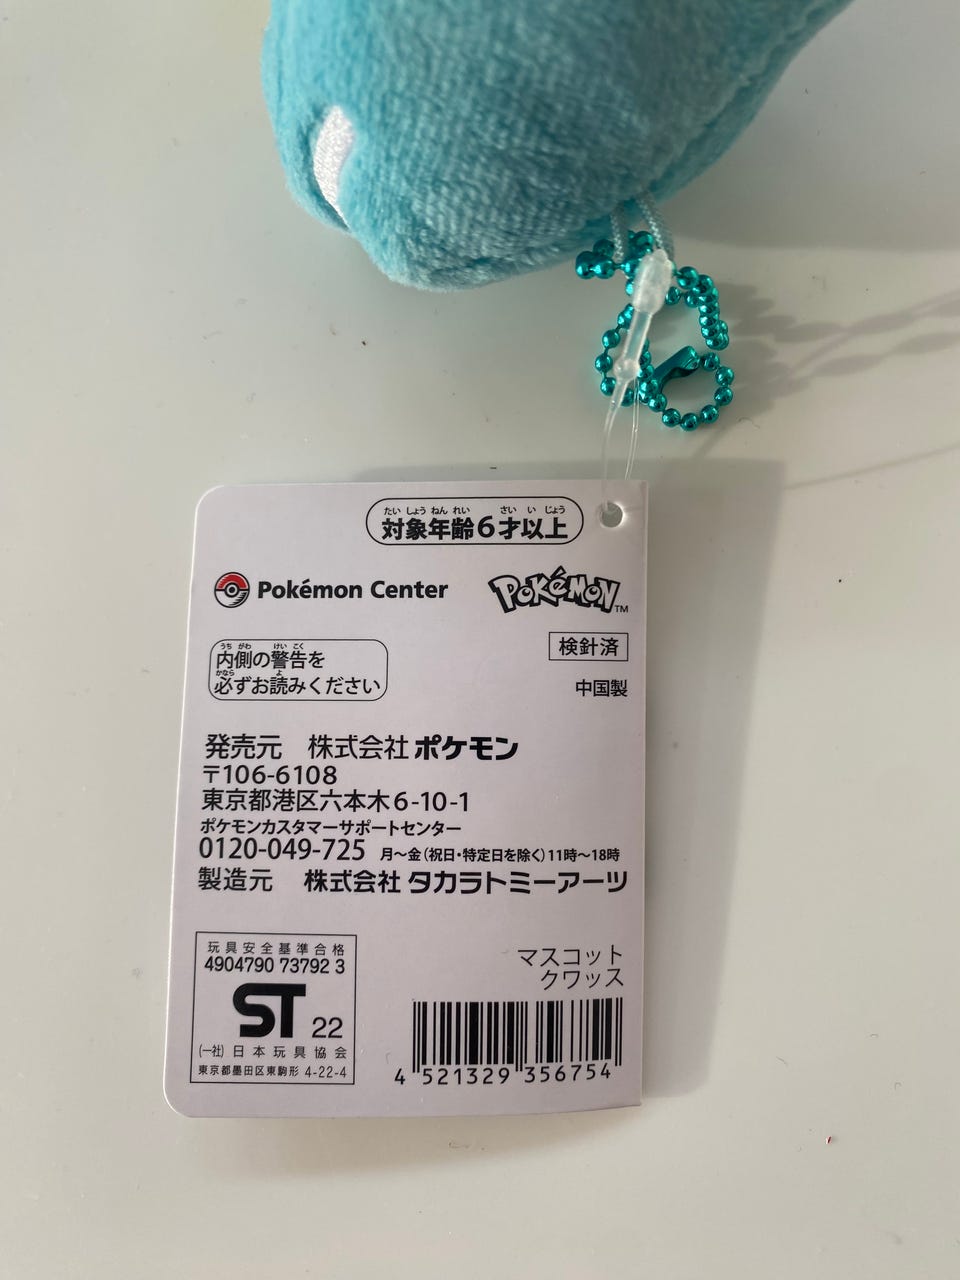 対象年齢6才以上
たい しょう ねん れい さい い じょう
Pokémon Center
POKÉMON™
内側の警告を
うち がわ けい こく
必ずお読みください
かなら よ
検針済
中国製
発売元 株式会社ポケモン
〒106-6108
東京都港区六本木6-10-1
ポケモンカスタマーサポートセンター
0120-049-725 月〜金(祝日・特定日を除く)11時〜18時
製造元 株式会社 タカラトミーアーツ
玩具安全基準合格
4904790 73792 3
ST 22
(一社) 日本玩具協会
東京都墨田区東駒形 4-22-4
マスコット
クワッス
4 521329 356754